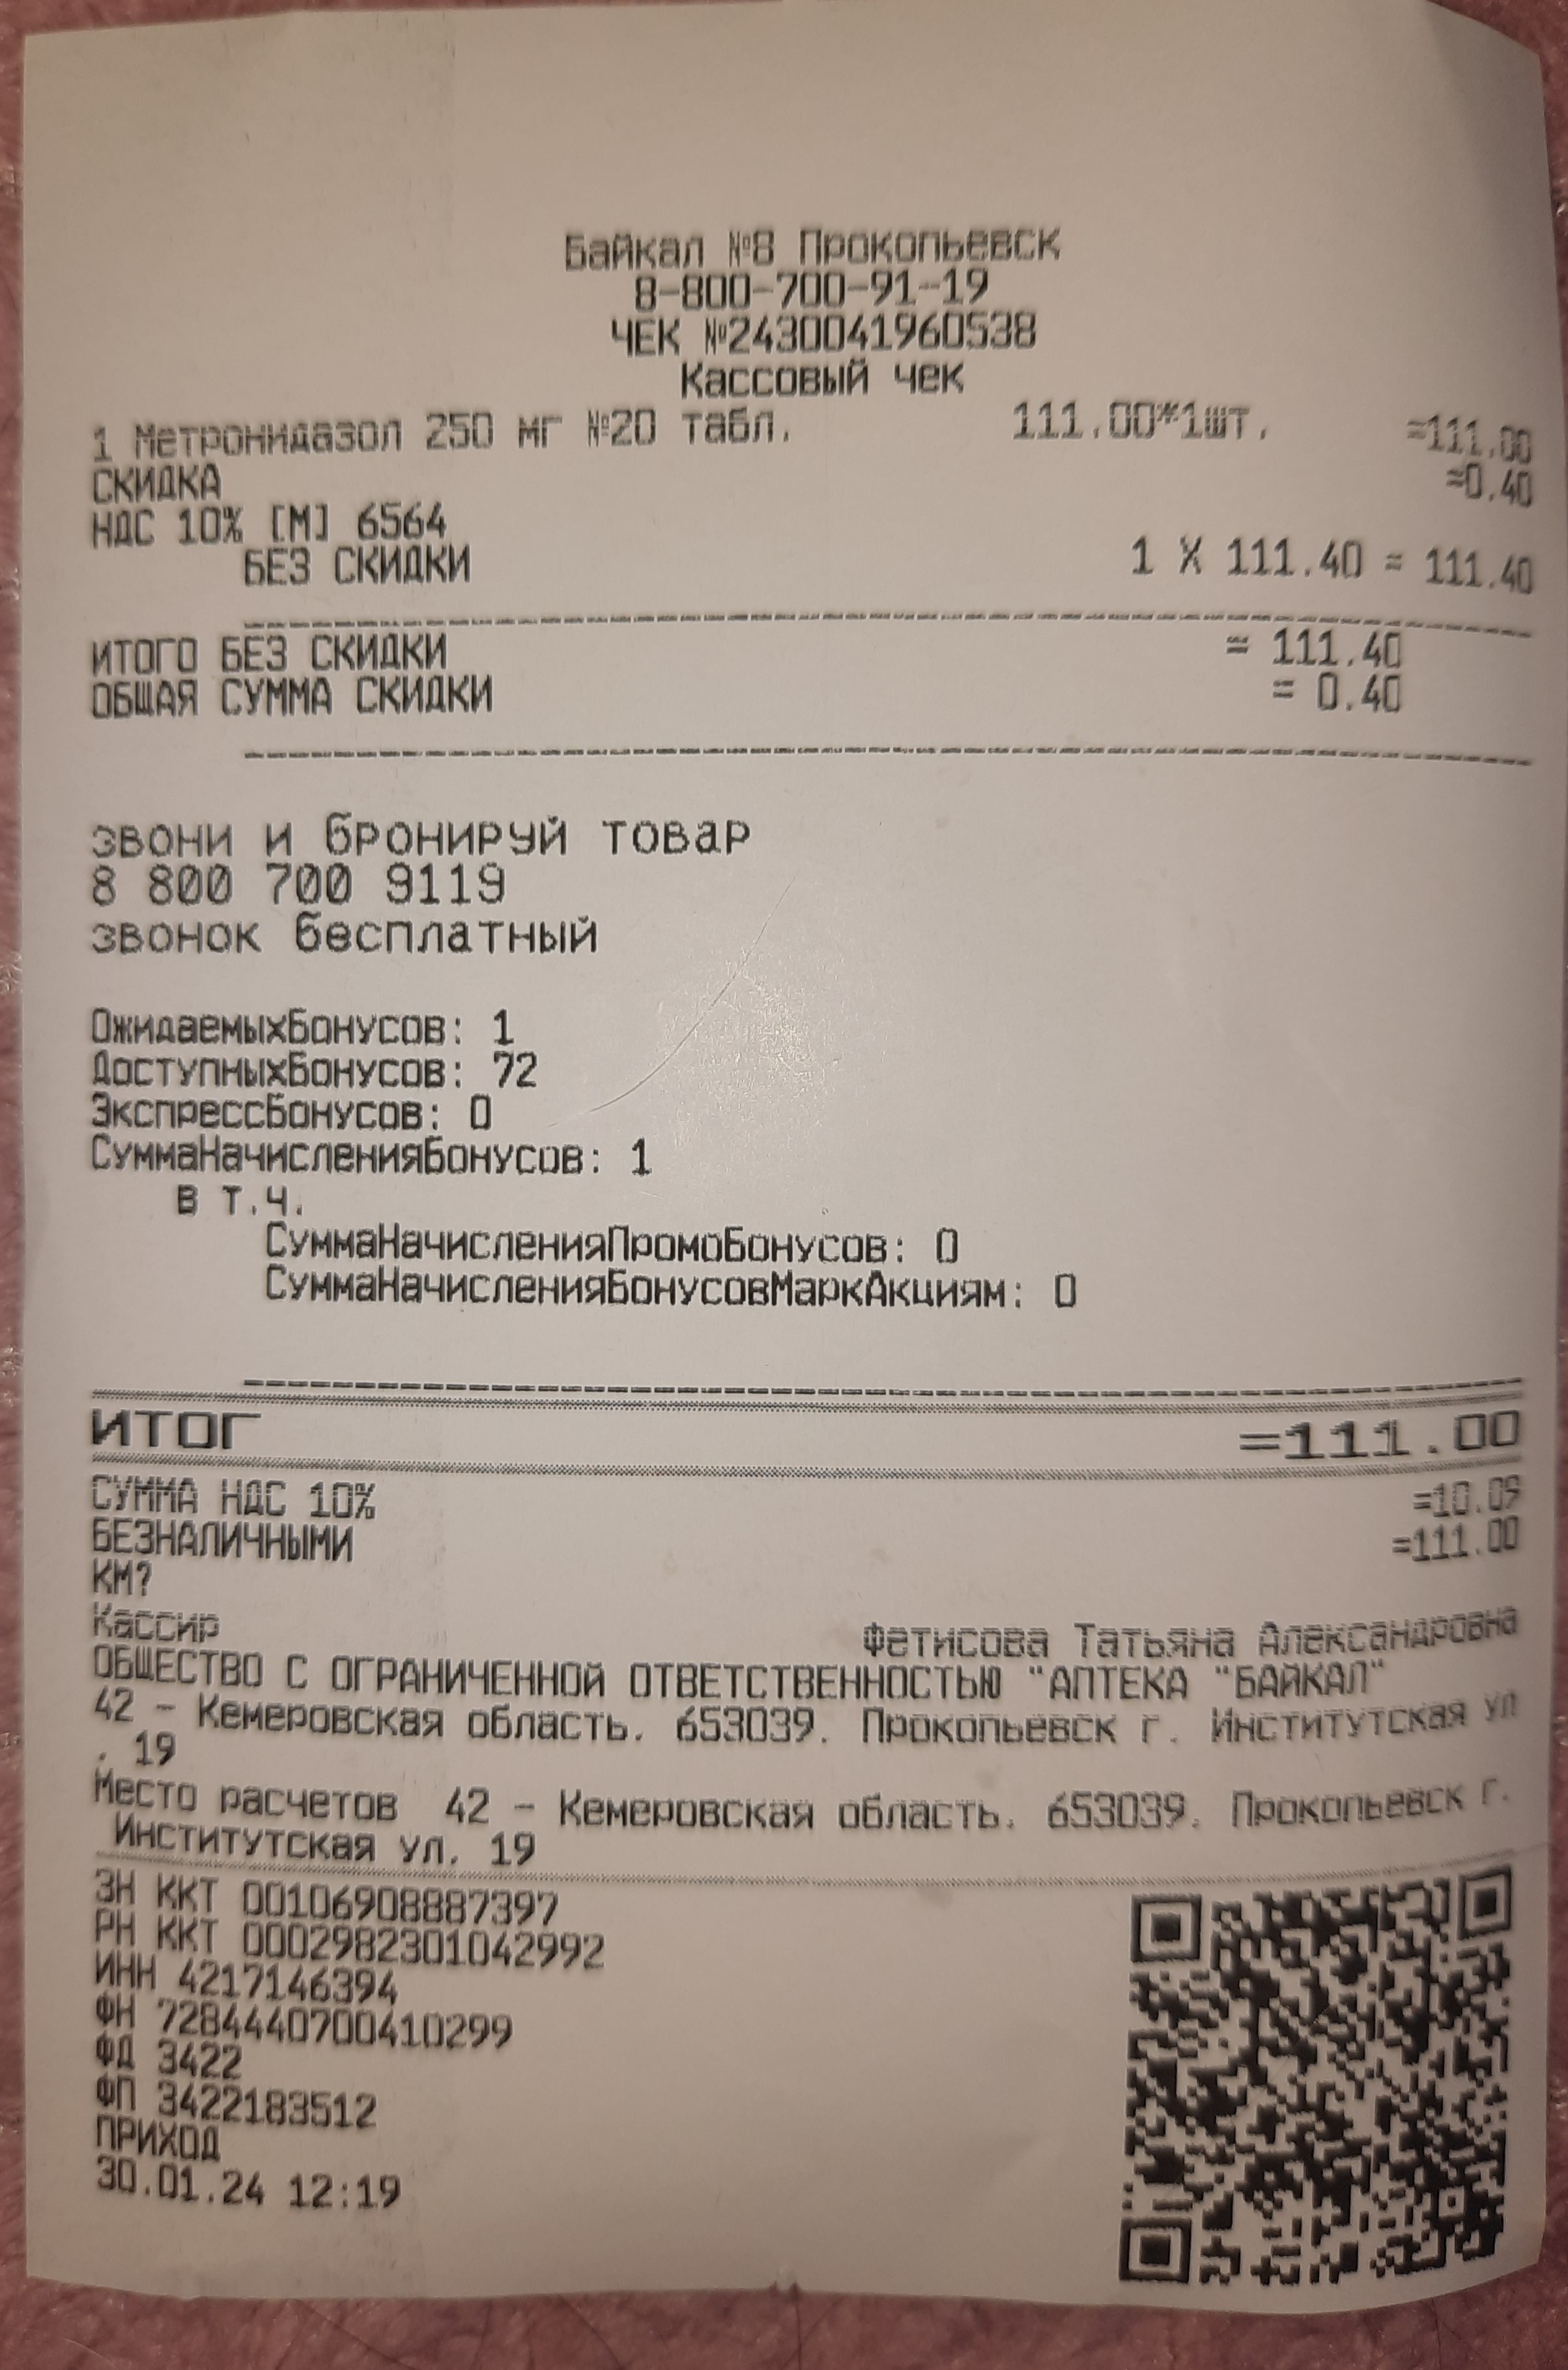 Байкал №8 Прокопьевск
8-800-700-91-19
ЧЕК №2430041960538
Кассовый чек
1 Метронидазол 250 мг №20 табл. 111.00*1шт. =111.00
СКИДКА =0.40
НДС 10% [М] 6564
БЕЗ СКИДКИ 1 X 111.40 = 111.40
ИТОГО БЕЗ СКИДКИ = 111.40
ОБЩАЯ СУММА СКИДКИ = 0.40
звони и бронируй товар
8 800 700 9119
звонок бесплатный
ОжидаемыхБонусов: 1
ДоступныхБонусов: 72
ЭкспрессБонусов: 0
СуммаНачисленияБонусов: 1
в т.ч.
СуммаНачисленияПромоБонусов: 0
СуммаНачисленияБонусовМаркАкциям: 0
ИТОГ =111.00
СУММА НДС 10% =10.09
БЕЗНАЛИЧНЫМИ =111.00
КМ?
Кассир Фетисова Татьяна Александровна
ОБЩЕСТВО С ОГРАНИЧЕННОЙ ОТВЕТСТВЕННОСТЬЮ "АПТЕКА "БАЙКАЛ"
42 - Кемеровская область, 653039, Прокопьевск г, Институтская ул
, 19
Место расчетов 42 - Кемеровская область, 653039, Прокопьевск г,
Институтская ул, 19
ЗН ККТ 00106908887397
РН ККТ 0002982301042992
ИНН 4217146394
ФН 7284440700410299
ФД 3422
ФП 3422183512
ПРИХОД
30.01.24 12:19